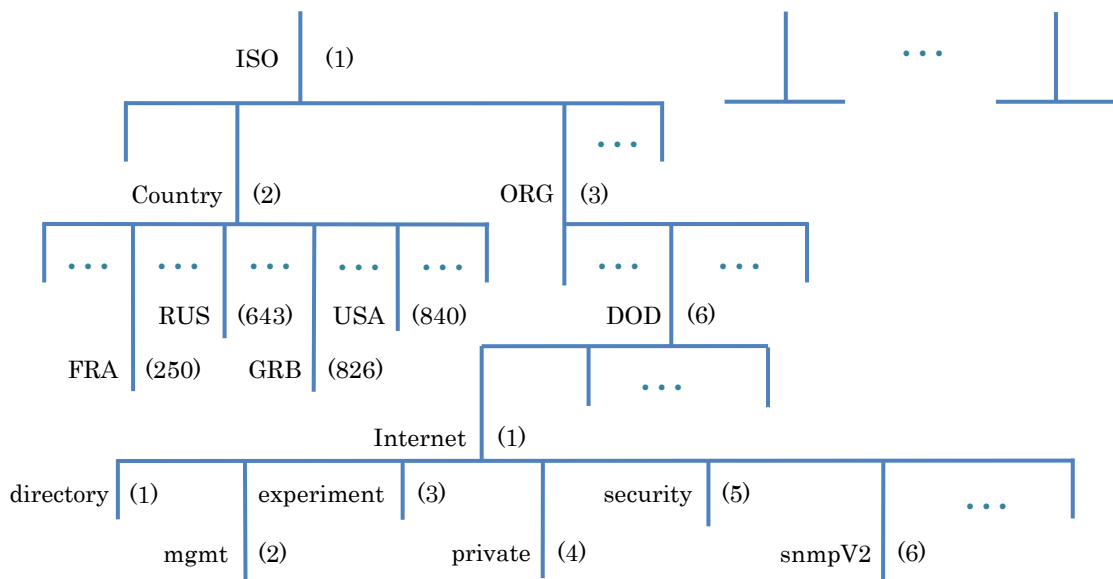 ISO (1) ...
...
Country (2) ORG (3)
... ... ... ... ... ... ...
RUS (643) USA (840) DOD (6)
FRA (250) GRB (826) ...
Internet (1)
directory (1) experiment (3) security (5) ...
mgmt (2) private (4) snmpV2 (6)